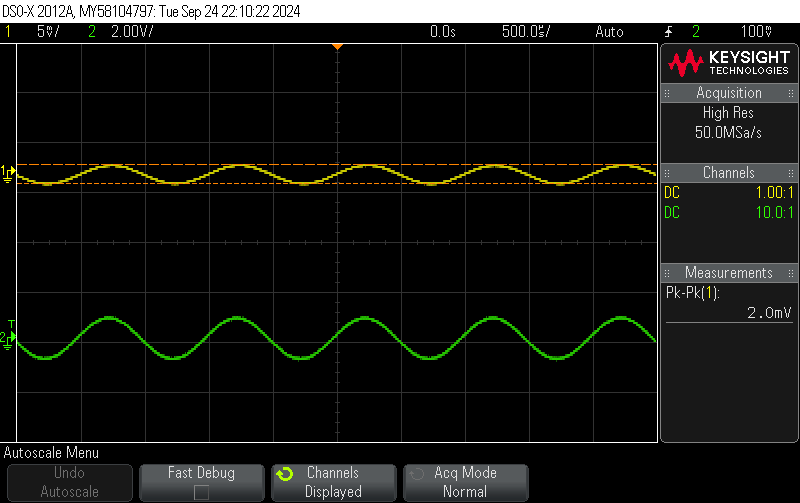 DSO-X 2012A, MY58104797: Tue Sep 24 22:10:22 2024
1 5mV/ 2 2.00V/ 0.0s 500.0µs/ Auto 2 100mV
KEYSIGHT
TECHNOLOGIES
Acquisition
High Res
50.0MSa/s
Channels
DC 1.00:1
DC 10.0:1
Measurements
Pk-Pk(1):
2.0mV
1
T
2
Autoscale Menu
Undo
Autoscale
Fast Debug
Channels
Displayed
Acq Mode
Normal